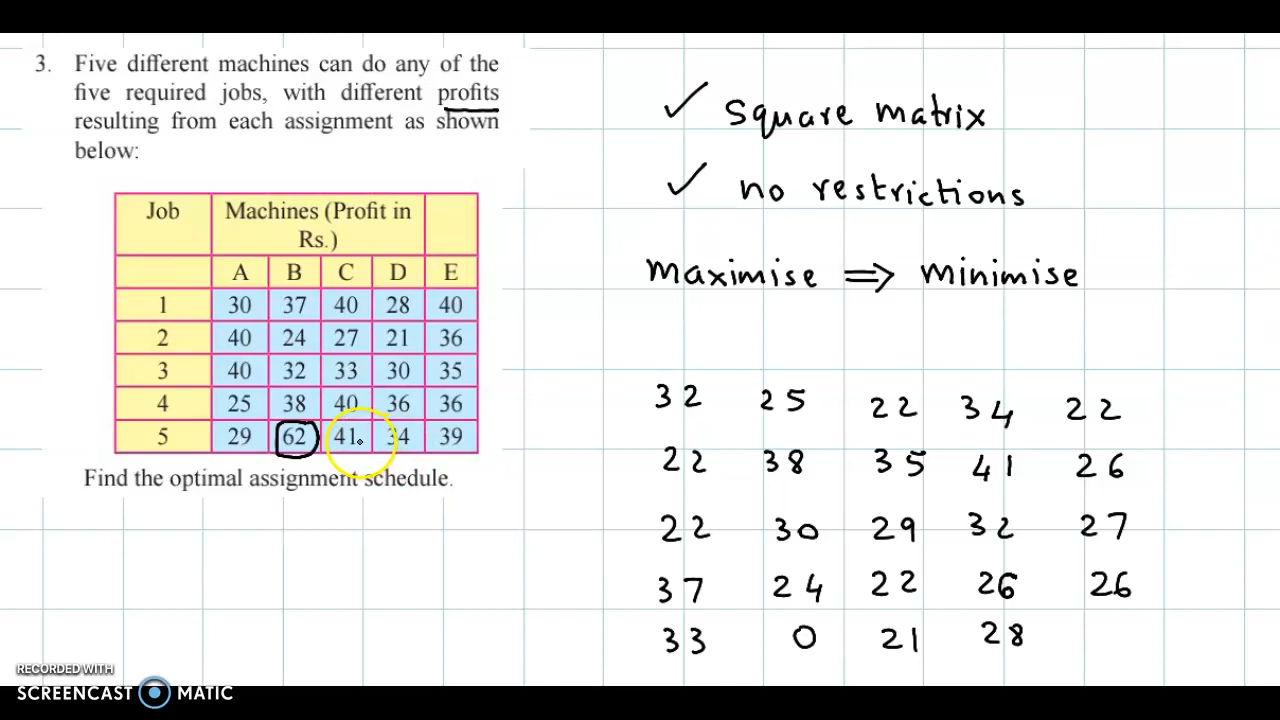 3. Five different machines can do any of the
five required jobs, with different profits
resulting from each assignment as shown
below:
Job Machines (Profit in
Rs.)
A B C D E
1 30 37 40 28 40
2 40 24 27 21 36
3 40 32 33 30 35
4 25 38 40 36 36
5 29 62 41 34 39
Find the optimal assignment schedule.
✓ square matrix
✓ no restrictions
maximise ⇒ minimise
32 25 22 34 22
22 38 35 41 26
22 30 29 32 27
37 24 22 26 26
33 0 21 28
RECORDED WITH
SCREENCAST MATIC